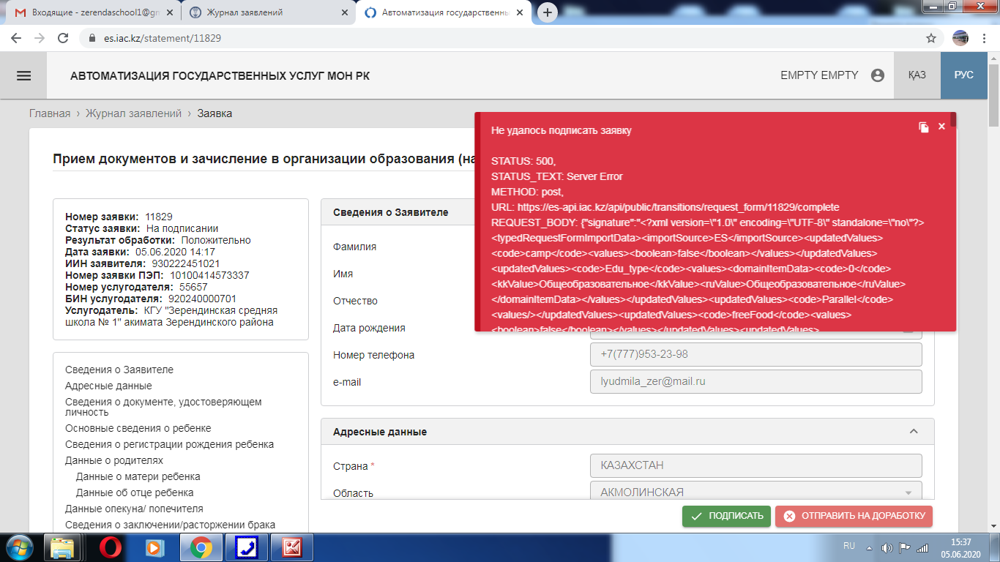 Входящие - zerendaschool1@gm
Журнал заявлений
Автоматизация государственны
es.iac.kz/statement/11829
АВТОМАТИЗАЦИЯ ГОСУДАРСТВЕННЫХ УСЛУГ МОН РК
EMPTY EMPTY
ҚАЗ
РУС
Главная › Журнал заявлений › Заявка
Прием документов и зачисление в организации образования (на
Не удалось подписать заявку
STATUS: 500,
STATUS_TEXT: Server Error
METHOD: post,
URL: https://es-api.iac.kz/api/public/transitions/request_form/11829/complete
REQUEST_BODY: {"signature":"<?xml version=\"1.0\" encoding=\"UTF-8\" standalone=\"no\"?>
<typedRequestFormImportData><importSource>ES</importSource><updatedValues>
<code>camp</code><values><boolean>false</boolean></values></updatedValues>
<updatedValues><code>Edu_type</code><values><domainItemData><code>0</code>
<kkValue>Общеобразовательное</kkValue><ruValue>Общеобразовательное</ruValue>
</domainItemData></values></updatedValues><updatedValues><code>Parallel</code>
<values/></updatedValues><updatedValues><code>freeFood</code><values>
<boolean>false</boolean></values></updatedValues><updatedValues>
Номер заявки: 11829
Статус заявки: На подписании
Результат обработки: Положительно
Дата заявки: 05.06.2020 14:17
ИИН заявителя: 930222451021
Номер заявки ПЭП: 10100414573337
Номер услугодателя: 55657
БИН услугодателя: 920240000701
Услугодатель: КГУ "Зерендинская средняя
школа № 1" акимата Зерендинского района
Сведения о Заявителе
Адресные данные
Сведения о документе, удостоверяющем
личность
Основные сведения о ребенке
Сведения о регистрации рождения ребенка
Данные о родителях
Данные о матери ребенка
Данные об отце ребенка
Данные опекуна/ попечителя
Сведения о заключении/расторжении брака
Сведения о Заявителе
Фамилия
Имя
Отчество
Дата рождения
Номер телефона
+7(777)953-23-98
e-mail
lyudmila_zer@mail.ru
Адресные данные
Страна *
КАЗАХСТАН
Область
АКМОЛИНСКАЯ
ПОДПИСАТЬ
ОТПРАВИТЬ НА ДОРАБОТКУ
RU
15:37
05.06.2020